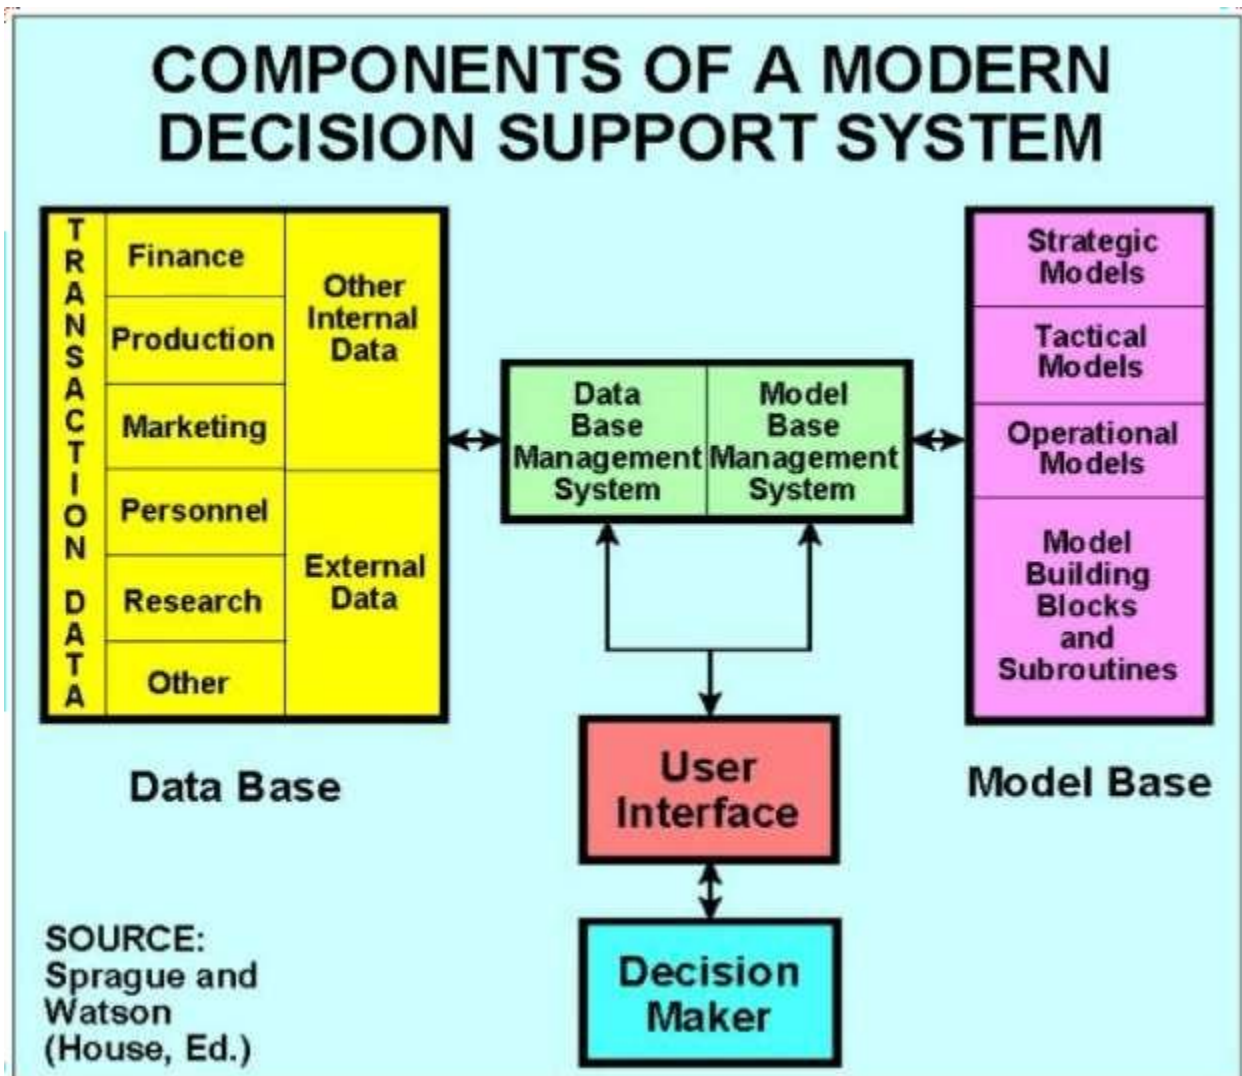 COMPONENTS OF A MODERN
DECISION SUPPORT SYSTEM
TRANSACTION DATA
Finance
Production
Marketing
Personnel
Research
Other
Other
Internal
Data
External
Data
Data Base
Data
Base
Management
System
Model
Base
Management
System
Strategic
Models
Tactical
Models
Operational
Models
Model
Building
Blocks
and
Subroutines
Model Base
User
Interface
Decision
Maker
SOURCE:
Sprague and
Watson
(House, Ed.)